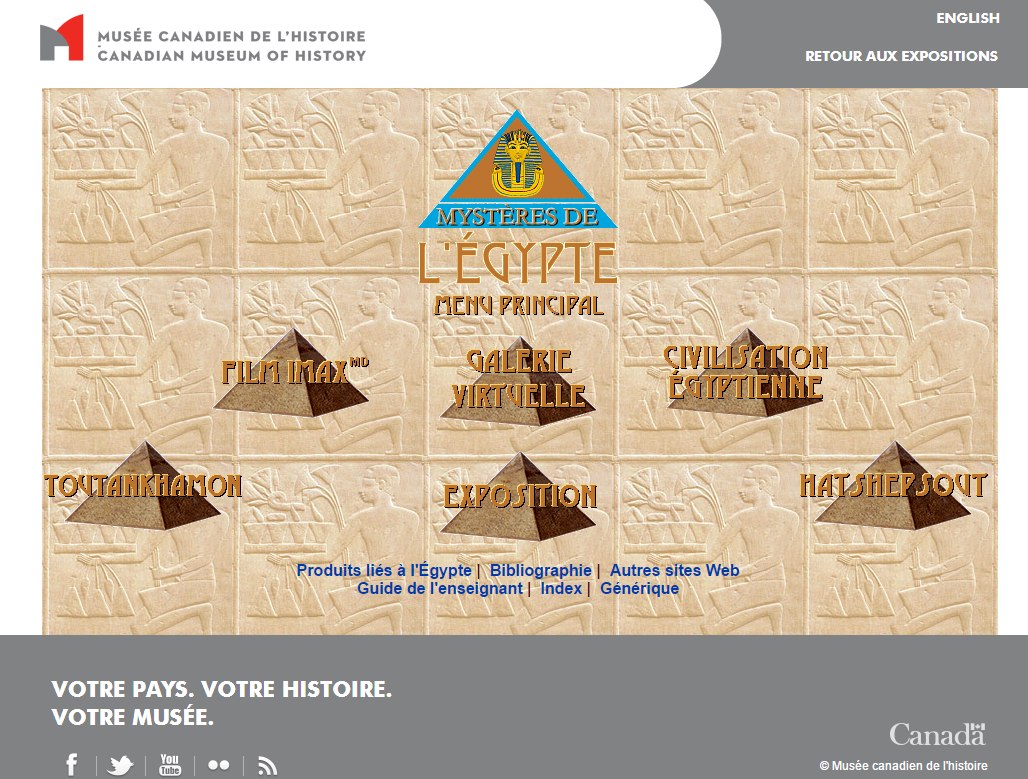 MUSÉE CANADIEN DE L'HISTOIRE
CANADIAN MUSEUM OF HISTORY
ENGLISH
RETOUR AUX EXPOSITIONS
MYSTÈRES DE
L'ÉGYPTE
MENU PRINCIPAL
FILM IMAX MD
GALERIE
VIRTUELLE
CIVILISATION
ÉGYPTIENNE
TOUTANKHAMON
EXPOSITION
HATSHEPSOUT
Produits liés à l'Égypte | Bibliographie | Autres sites Web
Guide de l'enseignant | Index | Générique
VOTRE PAYS. VOTRE HISTOIRE.
VOTRE MUSÉE.
You
Tube
Canada
© Musée canadien de l'histoire